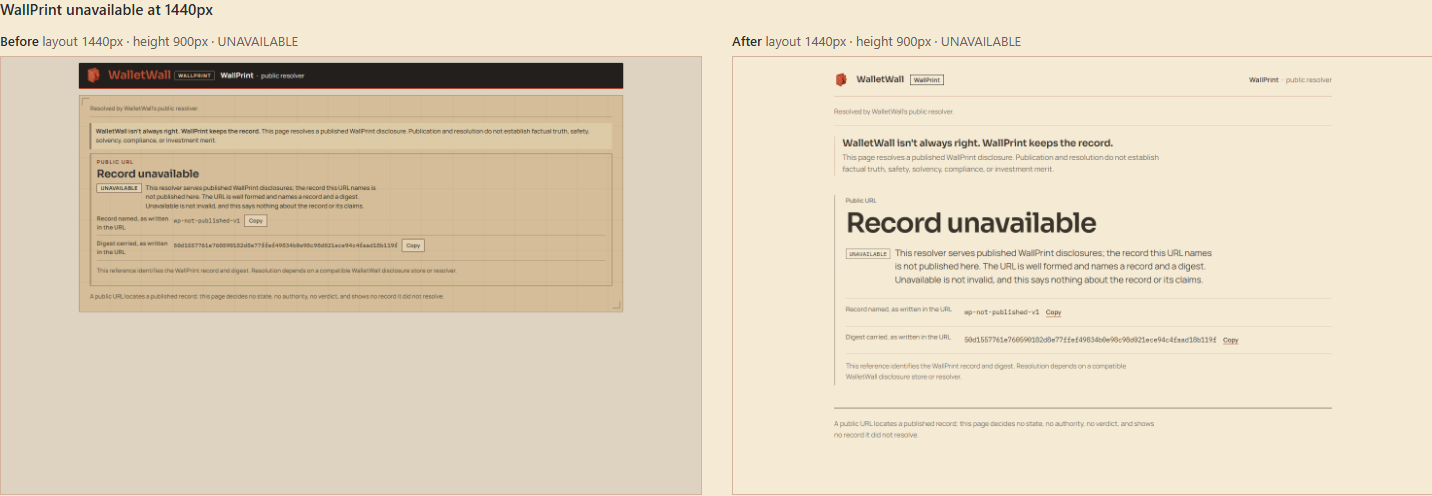 WallPrint unavailable at 1440px
Before layout 1440px · height 900px · UNAVAILABLE
WalletWall WALLPRINT WallPrint · public resolver
Resolved by WalletWall's public resolver.
WalletWall isn't always right. WallPrint keeps the record. This page resolves a published WallPrint disclosure. Publication and resolution do not establish factual truth, safety,
solvency, compliance, or investment merit.
PUBLIC URL
Record unavailable
UNAVAILABLE This resolver serves published WallPrint disclosures; the record this URL names is
not published here. The URL is well formed and names a record and a digest.
Unavailable is not invalid, and this says nothing about the record or its claims.
Record named, as written
in the URL
wp-not-published-v1 Copy
Digest carried, as written
in the URL
Copy
This reference identifies the WallPrint record and digest. Resolution depends on a compatible WalletWall disclosure store or resolver.
A public URL locates a published record; this page decides no state, no authority, no verdict, and shows no record it did not resolve.
After layout 1440px · height 900px · UNAVAILABLE
WalletWall WallPrint WallPrint · public resolver
Resolved by WalletWall's public resolver.
WalletWall isn't always right. WallPrint keeps the record.
This page resolves a published WallPrint disclosure. Publication and resolution do not establish
factual truth, safety, solvency, compliance, or investment merit.
Public URL
Record unavailable
UNAVAILABLE This resolver serves published WallPrint disclosures; the record this URL names
is not published here. The URL is well formed and names a record and a digest.
Unavailable is not invalid, and this says nothing about the record or its claims.
Record named, as written in the URL wp-not-published-v1 Copy
Digest carried, as written in the URL Copy
This reference identifies the WallPrint record and digest. Resolution depends on a compatible
WalletWall disclosure store or resolver.
A public URL locates a published record; this page decides no state, no authority, no verdict, and shows
no record it did not resolve.